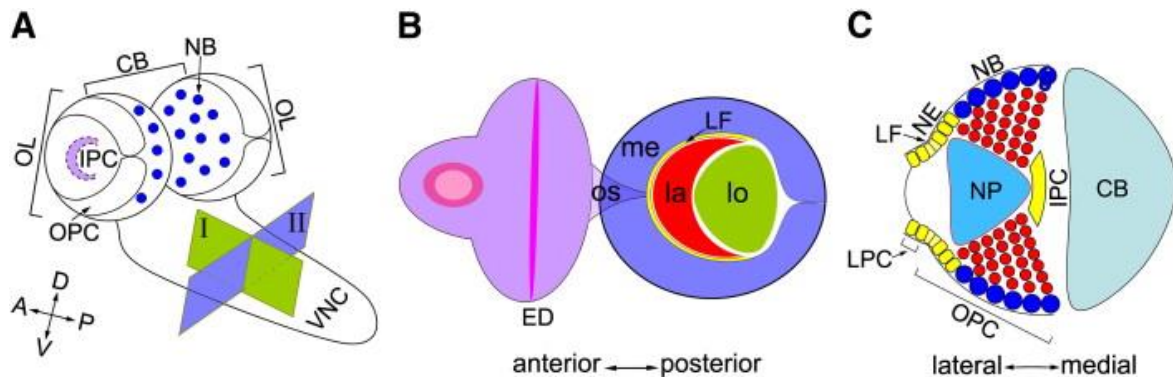 A
NB
CB
OL
OL
IPC
OPC
I
II
VNC
D
A
P
V
B
LF
me
os
la
lo
ED
anterior
posterior
C
NB
NE
LF
NP
IPC
CB
LPC
OPC
lateral
medial